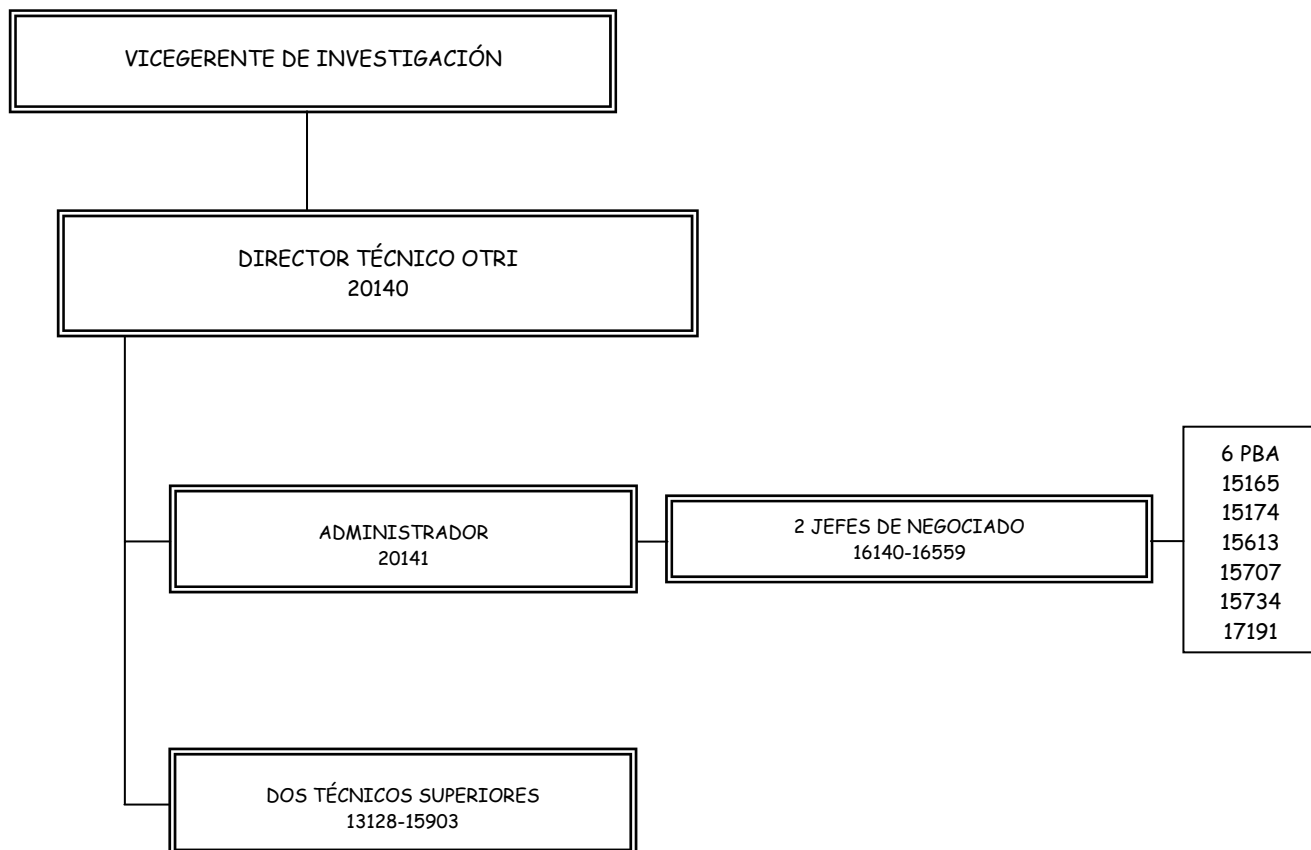 VICEGERENTE DE INVESTIGACIÓN
DIRECTOR TÉCNICO OTRI
20140
ADMINISTRADOR
20141
2 JEFES DE NEGOCIADO
16140-16559
6 PBA
15165
15174
15613
15707
15734
17191
DOS TÉCNICOS SUPERIORES
13128-15903